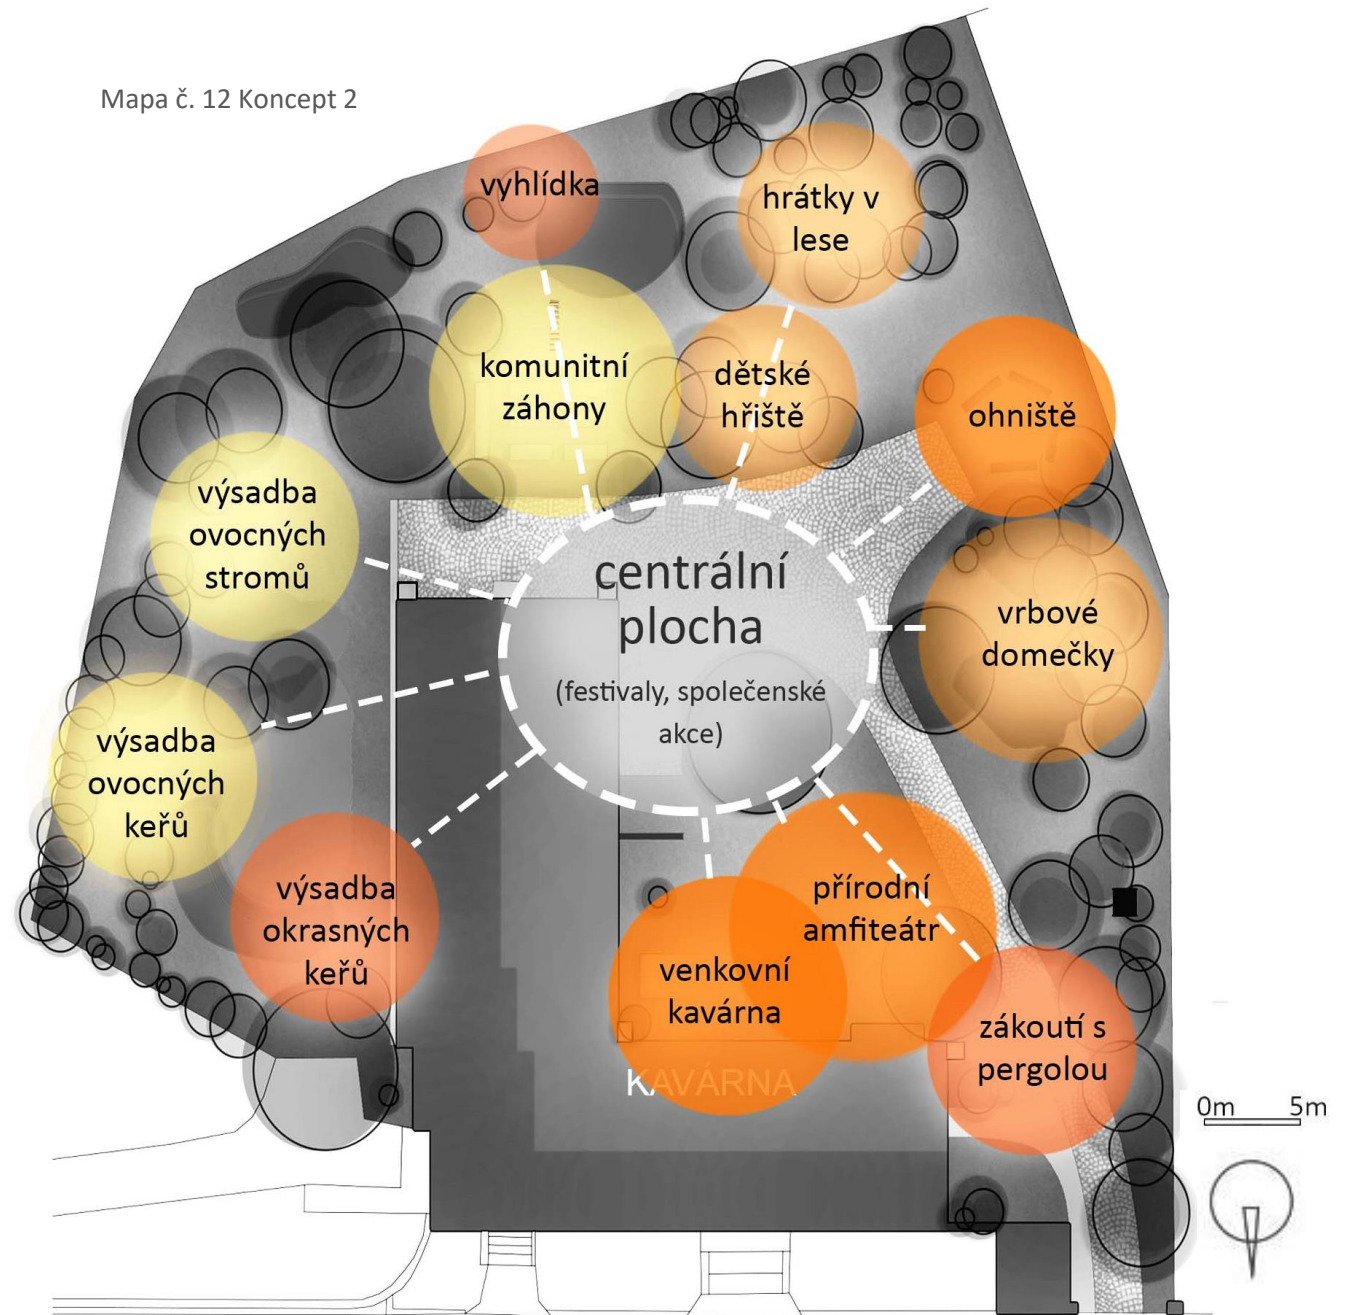 Mapa č. 12 Koncept 2
vyhlídka
hrátky v
lese
komunitní
záhony
dětské
hřiště
ohniště
výsadba
ovocných
stromů
centrální
plocha
(festivaly, společenské
akce)
vrbové
domečky
výsadba
ovocných
keřů
výsadba
okrasných
keřů
přírodní
amfiteátr
venkovní
kavárna
zákoutí s
pergolou
KAVÁRNA
0m 5m